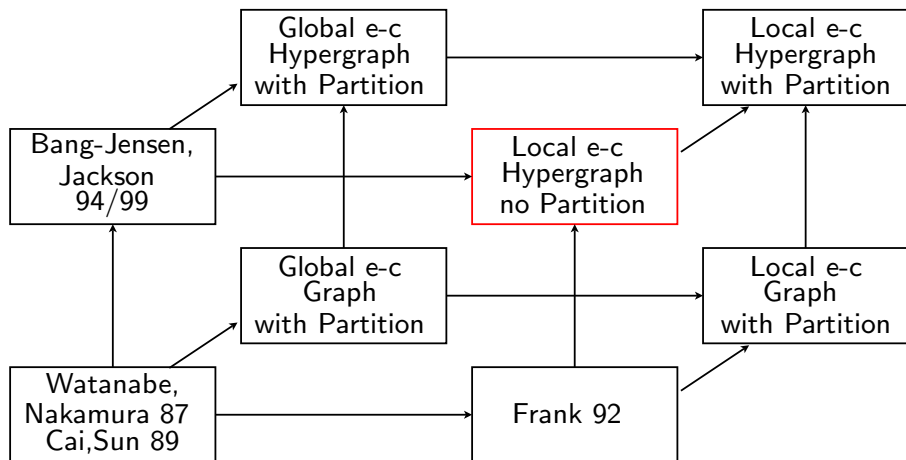 Global e-c
Hypergraph
with Partition
Local e-c
Hypergraph
with Partition
Bang-Jensen,
Jackson
94/99
Local e-c
Hypergraph
no Partition
Global e-c
Graph
with Partition
Local e-c
Graph
with Partition
Watanabe,
Nakamura 87
Cai,Sun 89
Frank 92